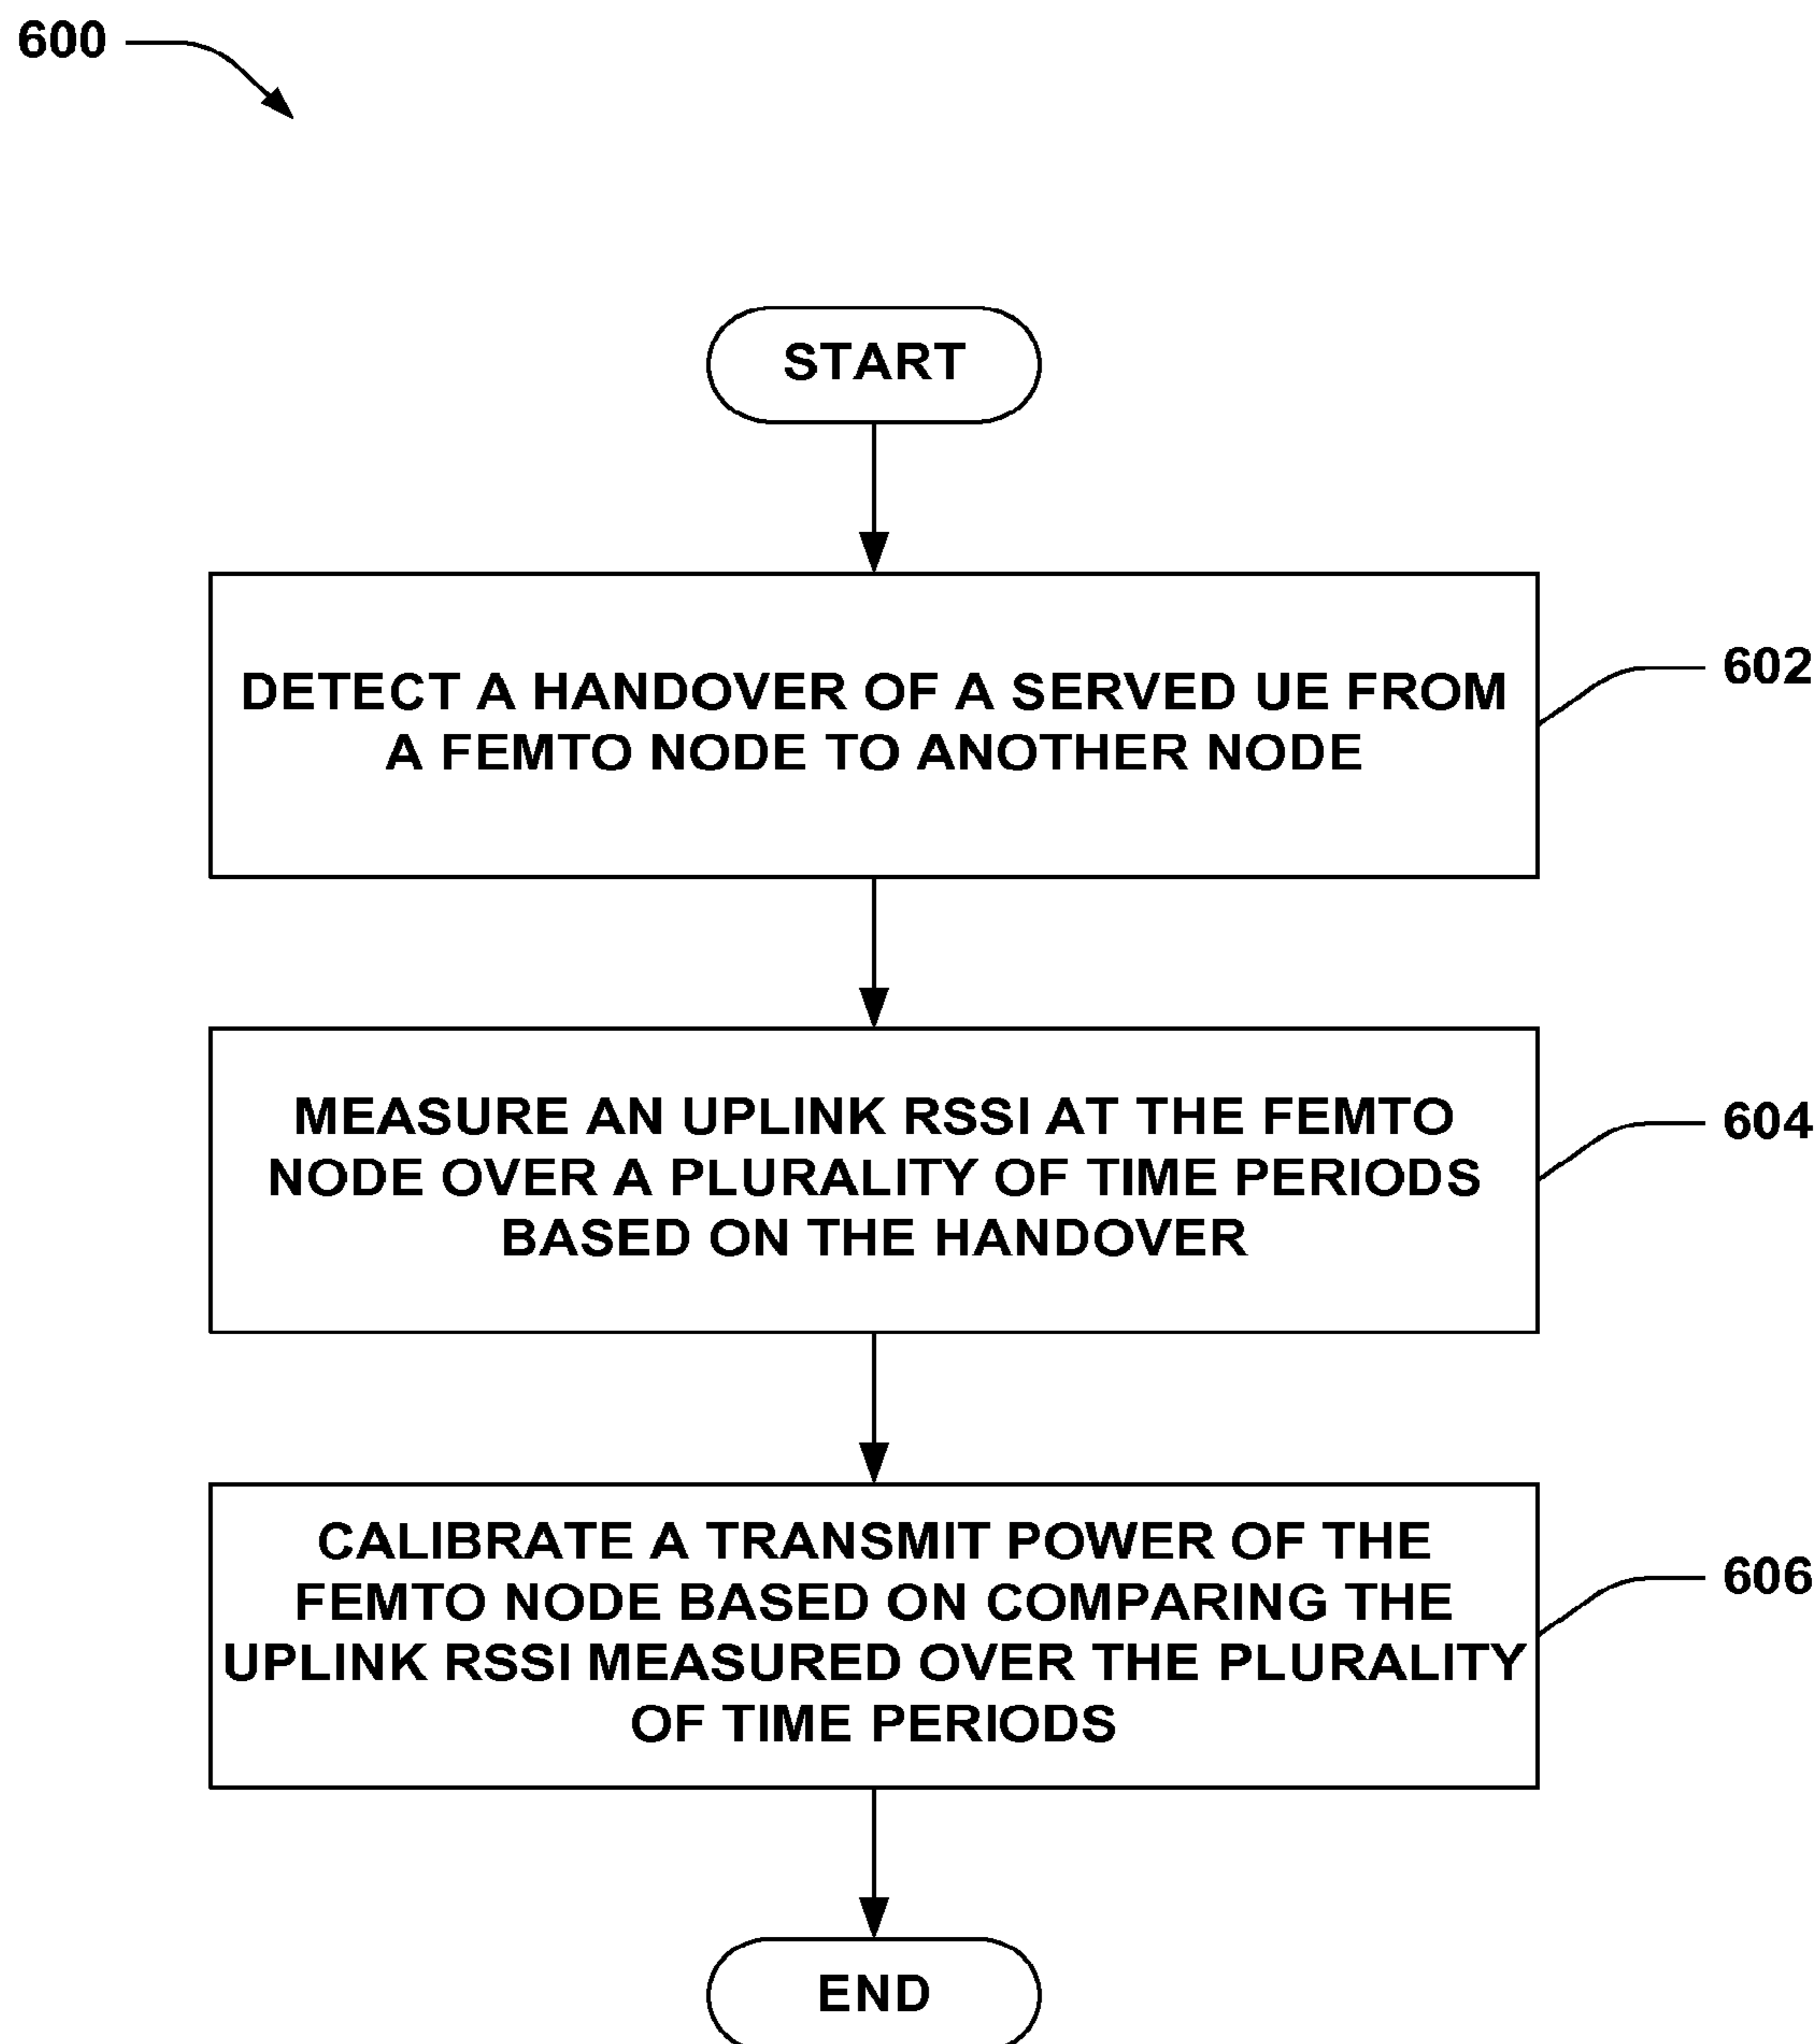 600
START
DETECT A HANDOVER OF A SERVED UE FROM
A FEMTO NODE TO ANOTHER NODE
602
MEASURE AN UPLINK RSSI AT THE FEMTO
NODE OVER A PLURALITY OF TIME PERIODS
BASED ON THE HANDOVER
604
CALIBRATE A TRANSMIT POWER OF THE
FEMTO NODE BASED ON COMPARING THE
UPLINK RSSI MEASURED OVER THE PLURALITY
OF TIME PERIODS
606
END